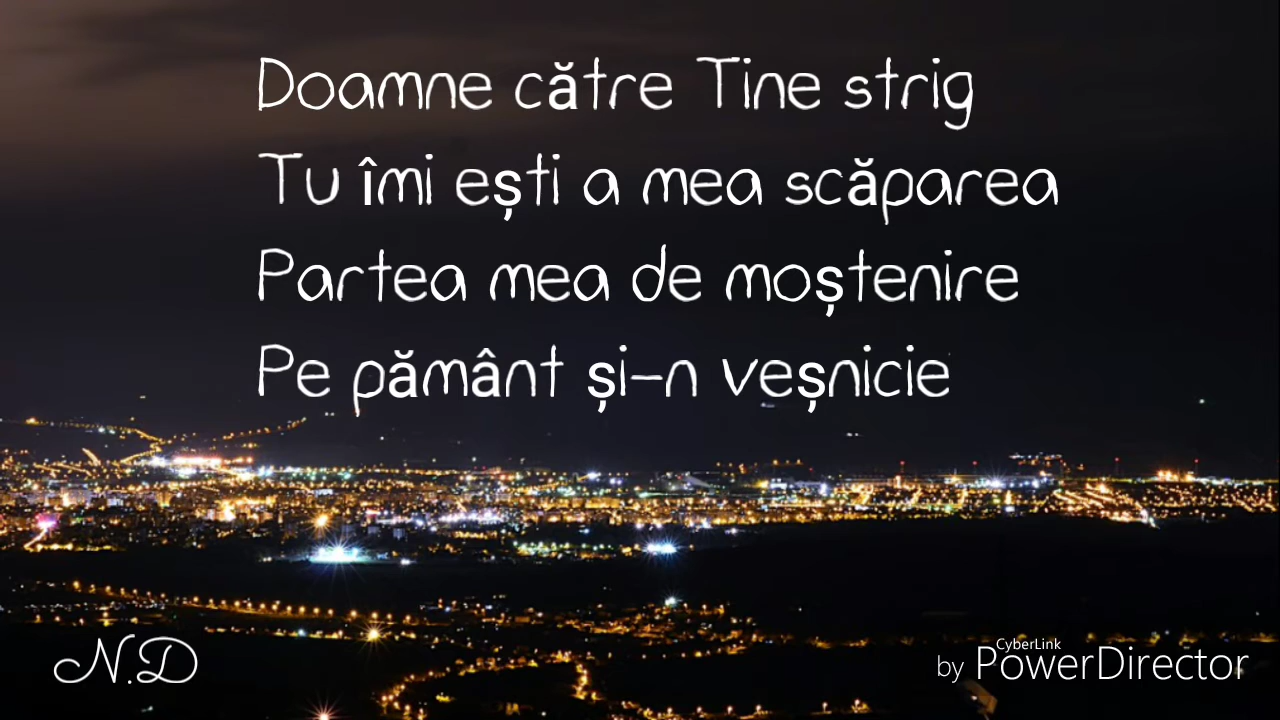 Doamne către Tine strig
Tu îmi ești a mea scăparea
Partea mea de moștenire
Pe pământ și-n veșnicie
N.D
by CyberLink PowerDirector